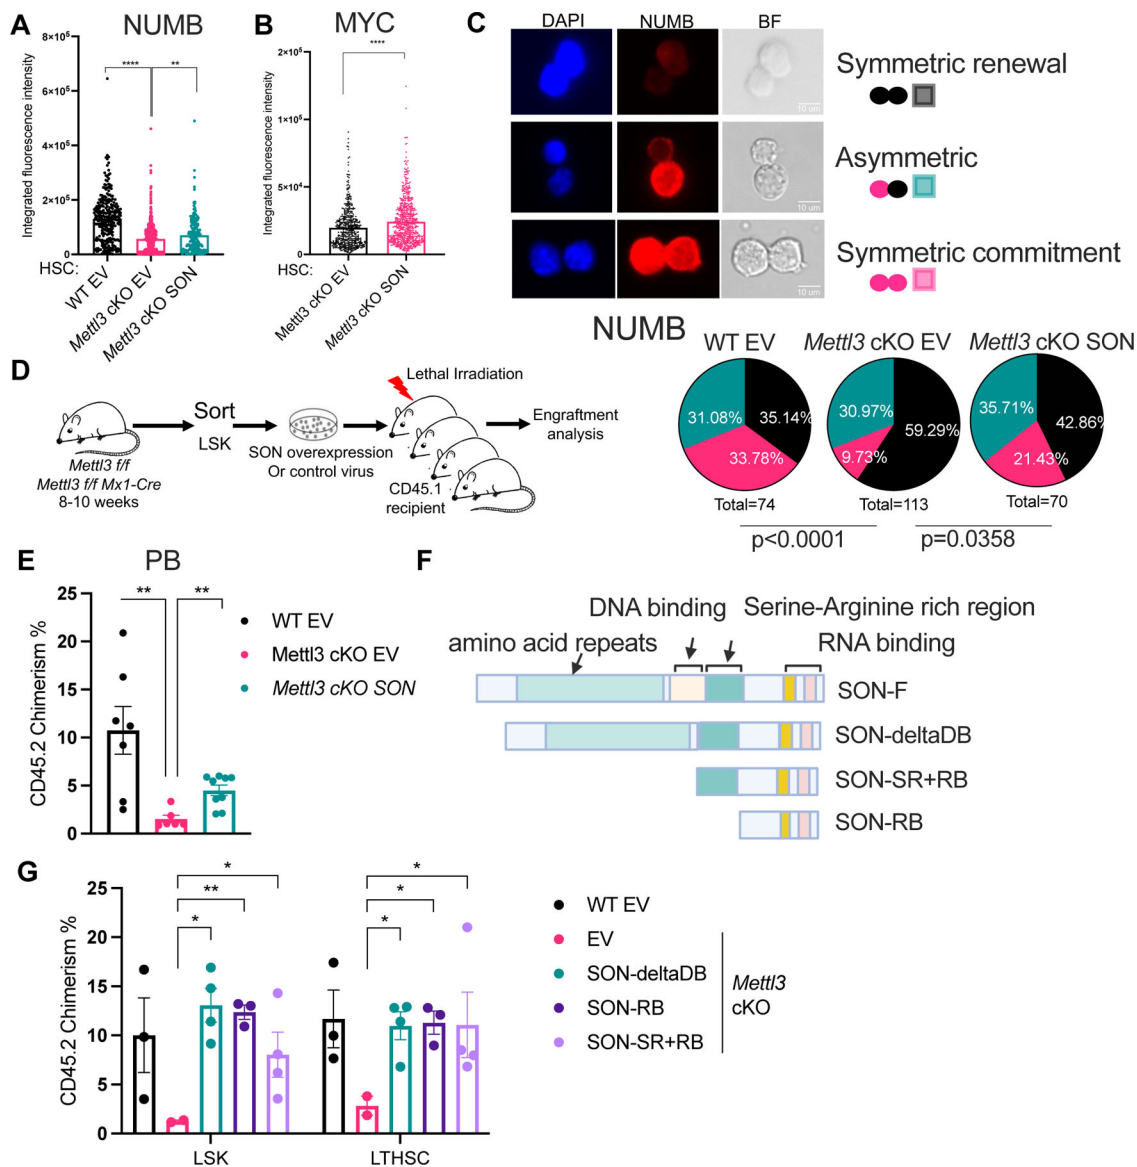 A
NUMB
Integrated fluorescence intensity
8×10⁶
6×10⁶
4×10⁶
2×10⁶
0
****
**
HSC:
WT EV
Mettl3 cKO EV
Mettl3 cKO SON
B
MYC
Integrated fluorescence intensity
2×10⁶
1×10⁶
5×10⁴
0
****
HSC:
Mettl3 cKO EV
Mettl3 cKO SON
C
DAPI
NUMB
BF
10 um
10 um
10 um
Symmetric renewal
Asymmetric
Symmetric commitment
NUMB
WT EV
Mettl3 cKO EV
Mettl3 cKO SON
31.08%
35.14%
33.78%
30.97%
59.29%
9.73%
35.71%
42.86%
21.43%
Total=74
Total=113
Total=70
p<0.0001
p=0.0358
D
Mettl3 f/f
Mettl3 f/f Mx1-Cre
8-10 weeks
Sort
LSK
SON overexpression
Or control virus
Lethal Irradiation
CD45.1
recipient
Engraftment
analysis
E
PB
CD45.2 Chimerism %
25
20
15
10
5
0
**
**
WT EV
Mettl3 cKO EV
Mettl3 cKO SON
F
DNA binding
Serine-Arginine rich region
amino acid repeats
RNA binding
SON-F
SON-deltaDB
SON-SR+RB
SON-RB
G
CD45.2 Chimerism %
25
20
15
10
5
0
*
**
*
*
*
*
LSK
LTHSC
WT EV
EV
SON-deltaDB
SON-RB
SON-SR+RB
Mettl3
cKO